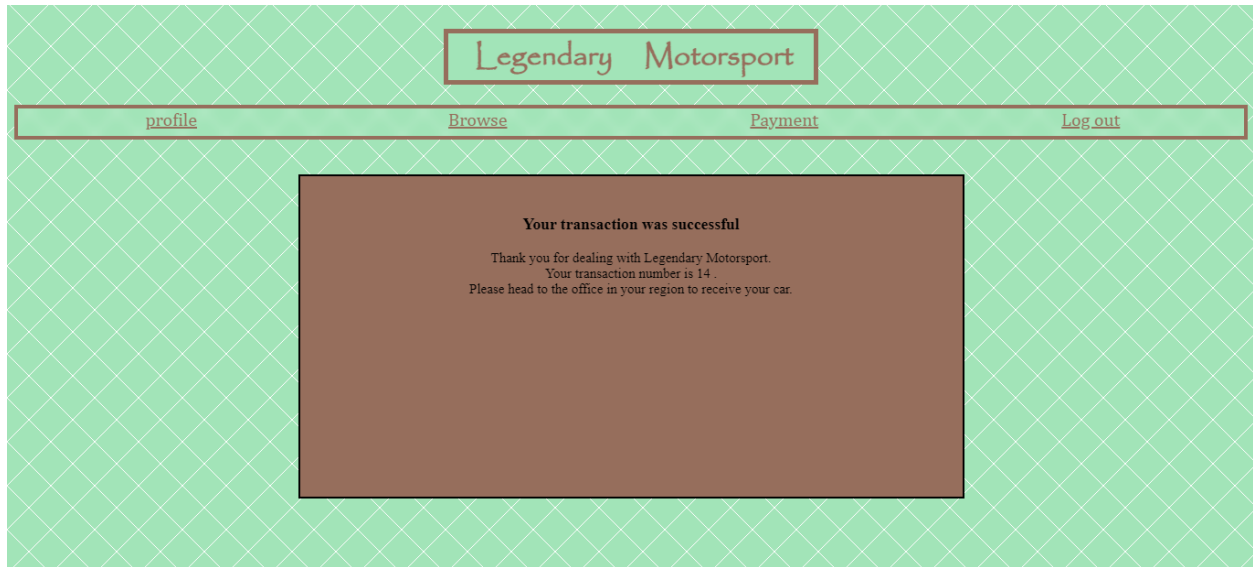 Legendary Motorsport
profile Browse Payment Log out
Your transaction was successful
Thank you for dealing with Legendary Motorsport.
Your transaction number is 14 .
Please head to the office in your region to receive your car.